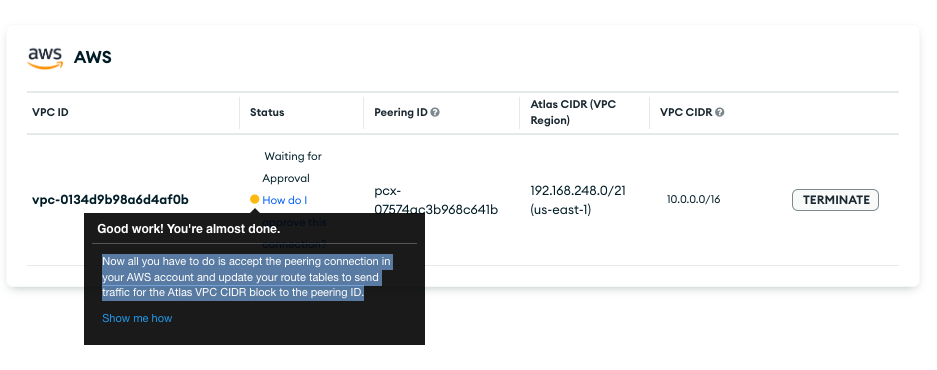 aws AWS
VPC ID
Status
Peering ID
Atlas CIDR (VPC
Region)
VPC CIDR
vpc-0134d9b98a6d4af0b
Waiting for
Approval
How do I
approve this
connection?
pcx-
07574ac3b968c641b
192.168.248.0/21
(us-east-1)
10.0.0.0/16
TERMINATE
Good work! You're almost done.
Now all you have to do is accept the peering connection in
your AWS account and update your route tables to send
traffic for the Atlas VPC CIDR block to the peering ID.
Show me how